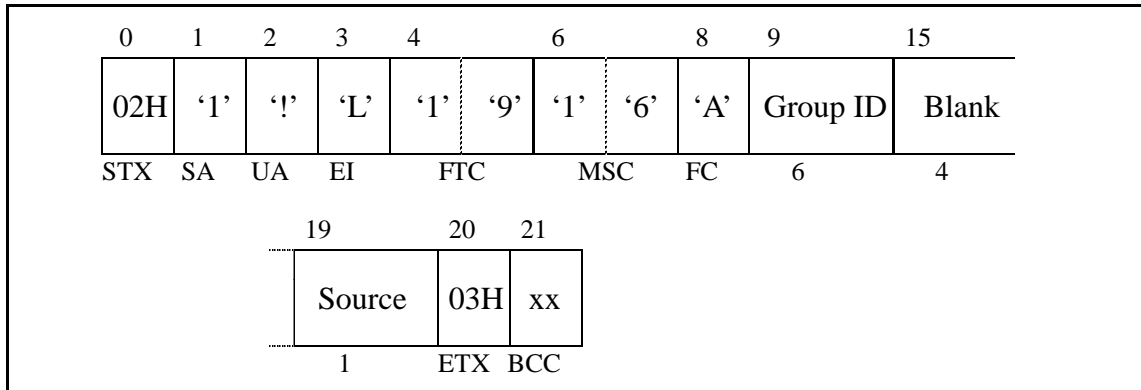 0 1 2 3 4 6 8 9 15
02H ‘1’ ‘!’ ‘L’ ‘1’ ‘9’ ‘1’ ‘6’ ‘A’ Group ID Blank
STX SA UA EI FTC MSC FC 6 4
19 20 21
Source 03H xx
1 ETX BCC